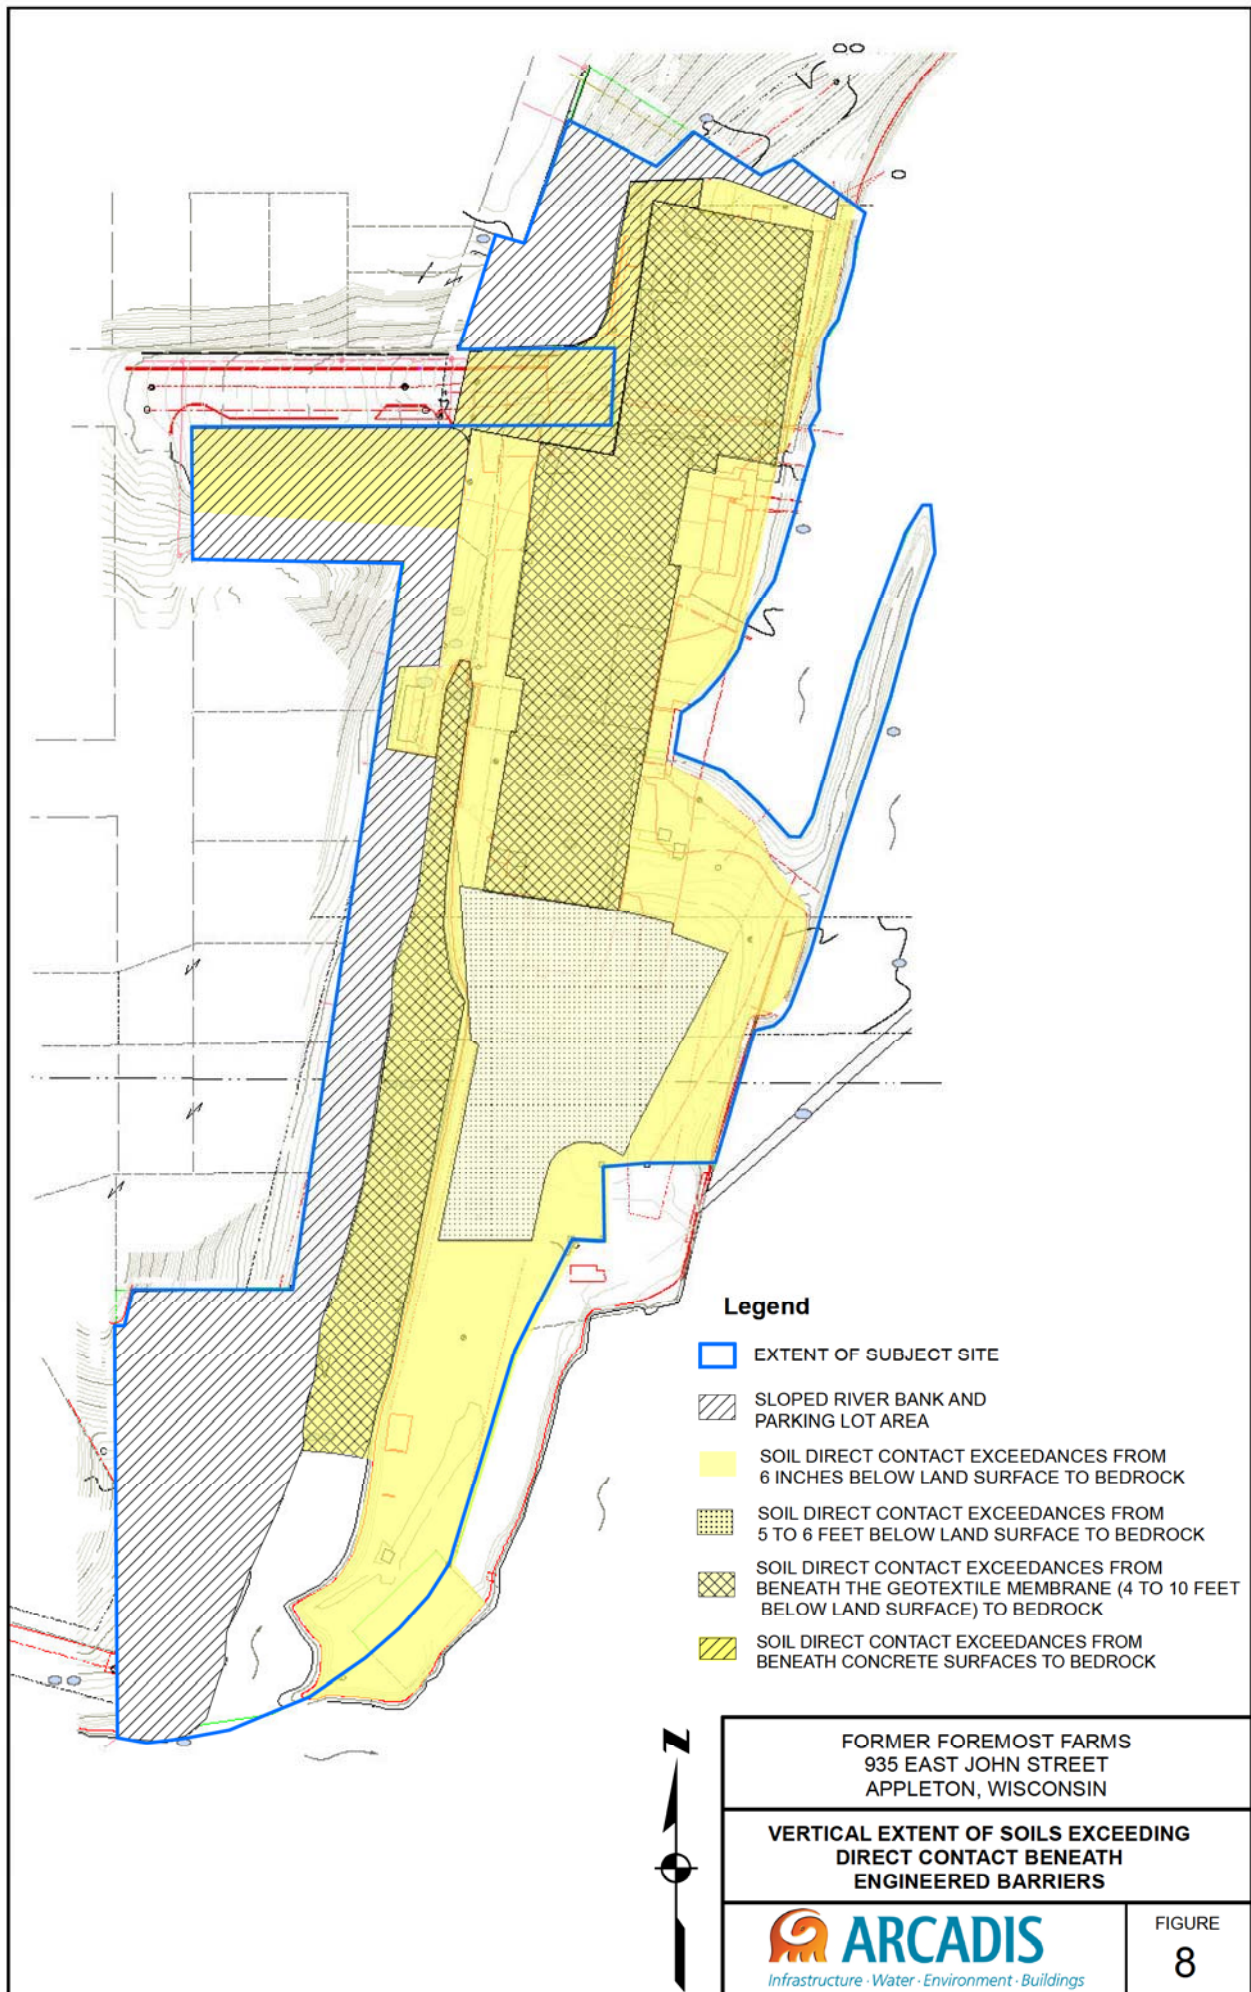 Legend
EXTENT OF SUBJECT SITE
SLOPED RIVER BANK AND
PARKING LOT AREA
SOIL DIRECT CONTACT EXCEEDANCES FROM
6 INCHES BELOW LAND SURFACE TO BEDROCK
SOIL DIRECT CONTACT EXCEEDANCES FROM
5 TO 6 FEET BELOW LAND SURFACE TO BEDROCK
SOIL DIRECT CONTACT EXCEEDANCES FROM
BENEATH THE GEOTEXTILE MEMBRANE (4 TO 10 FEET
BELOW LAND SURFACE) TO BEDROCK
SOIL DIRECT CONTACT EXCEEDANCES FROM
BENEATH CONCRETE SURFACES TO BEDROCK
Z
FORMER FOREMOST FARMS
935 EAST JOHN STREET
APPLETON, WISCONSIN
VERTICAL EXTENT OF SOILS EXCEEDING
DIRECT CONTACT BENEATH
ENGINEERED BARRIERS
ARCADIS
Infrastructure · Water · Environment · Buildings
FIGURE
8